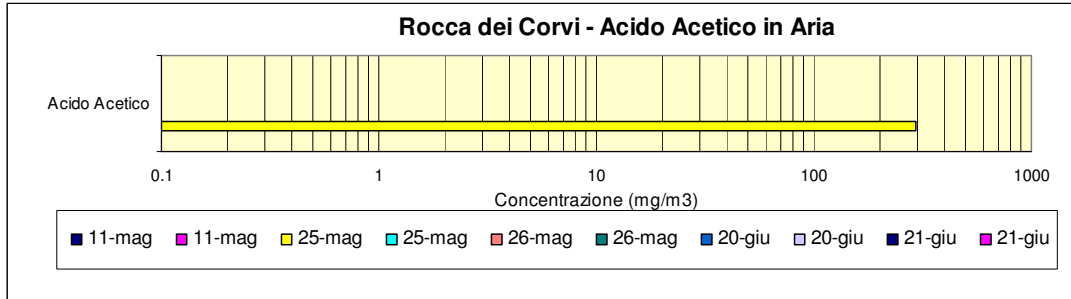 Rocca dei Corvi - Acido Acetico in Aria
Acido Acetico
0.1 1 10 100 1000
Concentrazione (mg/m3)
11-mag 11-mag 25-mag 25-mag 26-mag 26-mag 20-giu 20-giu 21-giu 21-giu